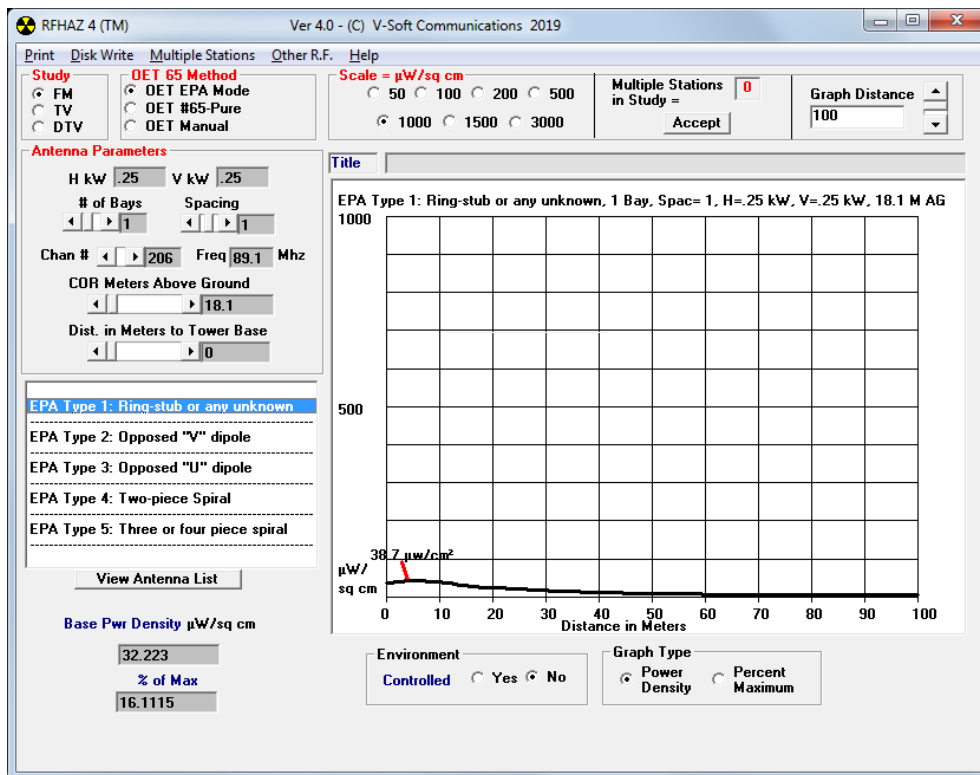 RFHAZ 4 (TM) Ver 4.0 - (C) V-Soft Communications 2019
Print Disk Write Multiple Stations Other R.F. Help
Study
FM
TV
DTV
OET 65 Method
OET EPA Mode
OET #65-Pure
OET Manual
Scale = µW/sq cm
50 100 200 500
1000 1500 3000
Multiple Stations 0
in Study =
Accept
Graph Distance
100
Antenna Parameters
H kW .25 V kW .25
# of Bays Spacing
1 1
Chan # 206 Freq 89.1 Mhz
COR Meters Above Ground
18.1
Dist. in Meters to Tower Base
0
Title
EPA Type 1: Ring-stub or any unknown, 1 Bay, Spac= 1, H=.25 kW, V=.25 kW, 18.1 M AG
1000
500
38.7 µw/cm²
µW/
sq cm
0 10 20 30 40 50 60 70 80 90 100
Distance in Meters
EPA Type 1: Ring-stub or any unknown
EPA Type 2: Opposed "V" dipole
EPA Type 3: Opposed "U" dipole
EPA Type 4: Two-piece Spiral
EPA Type 5: Three or four piece spiral
View Antenna List
Base Pwr Density µW/sq cm
32.223
% of Max
16.1115
Environment
Controlled Yes No
Graph Type
Power
Density
Percent
Maximum